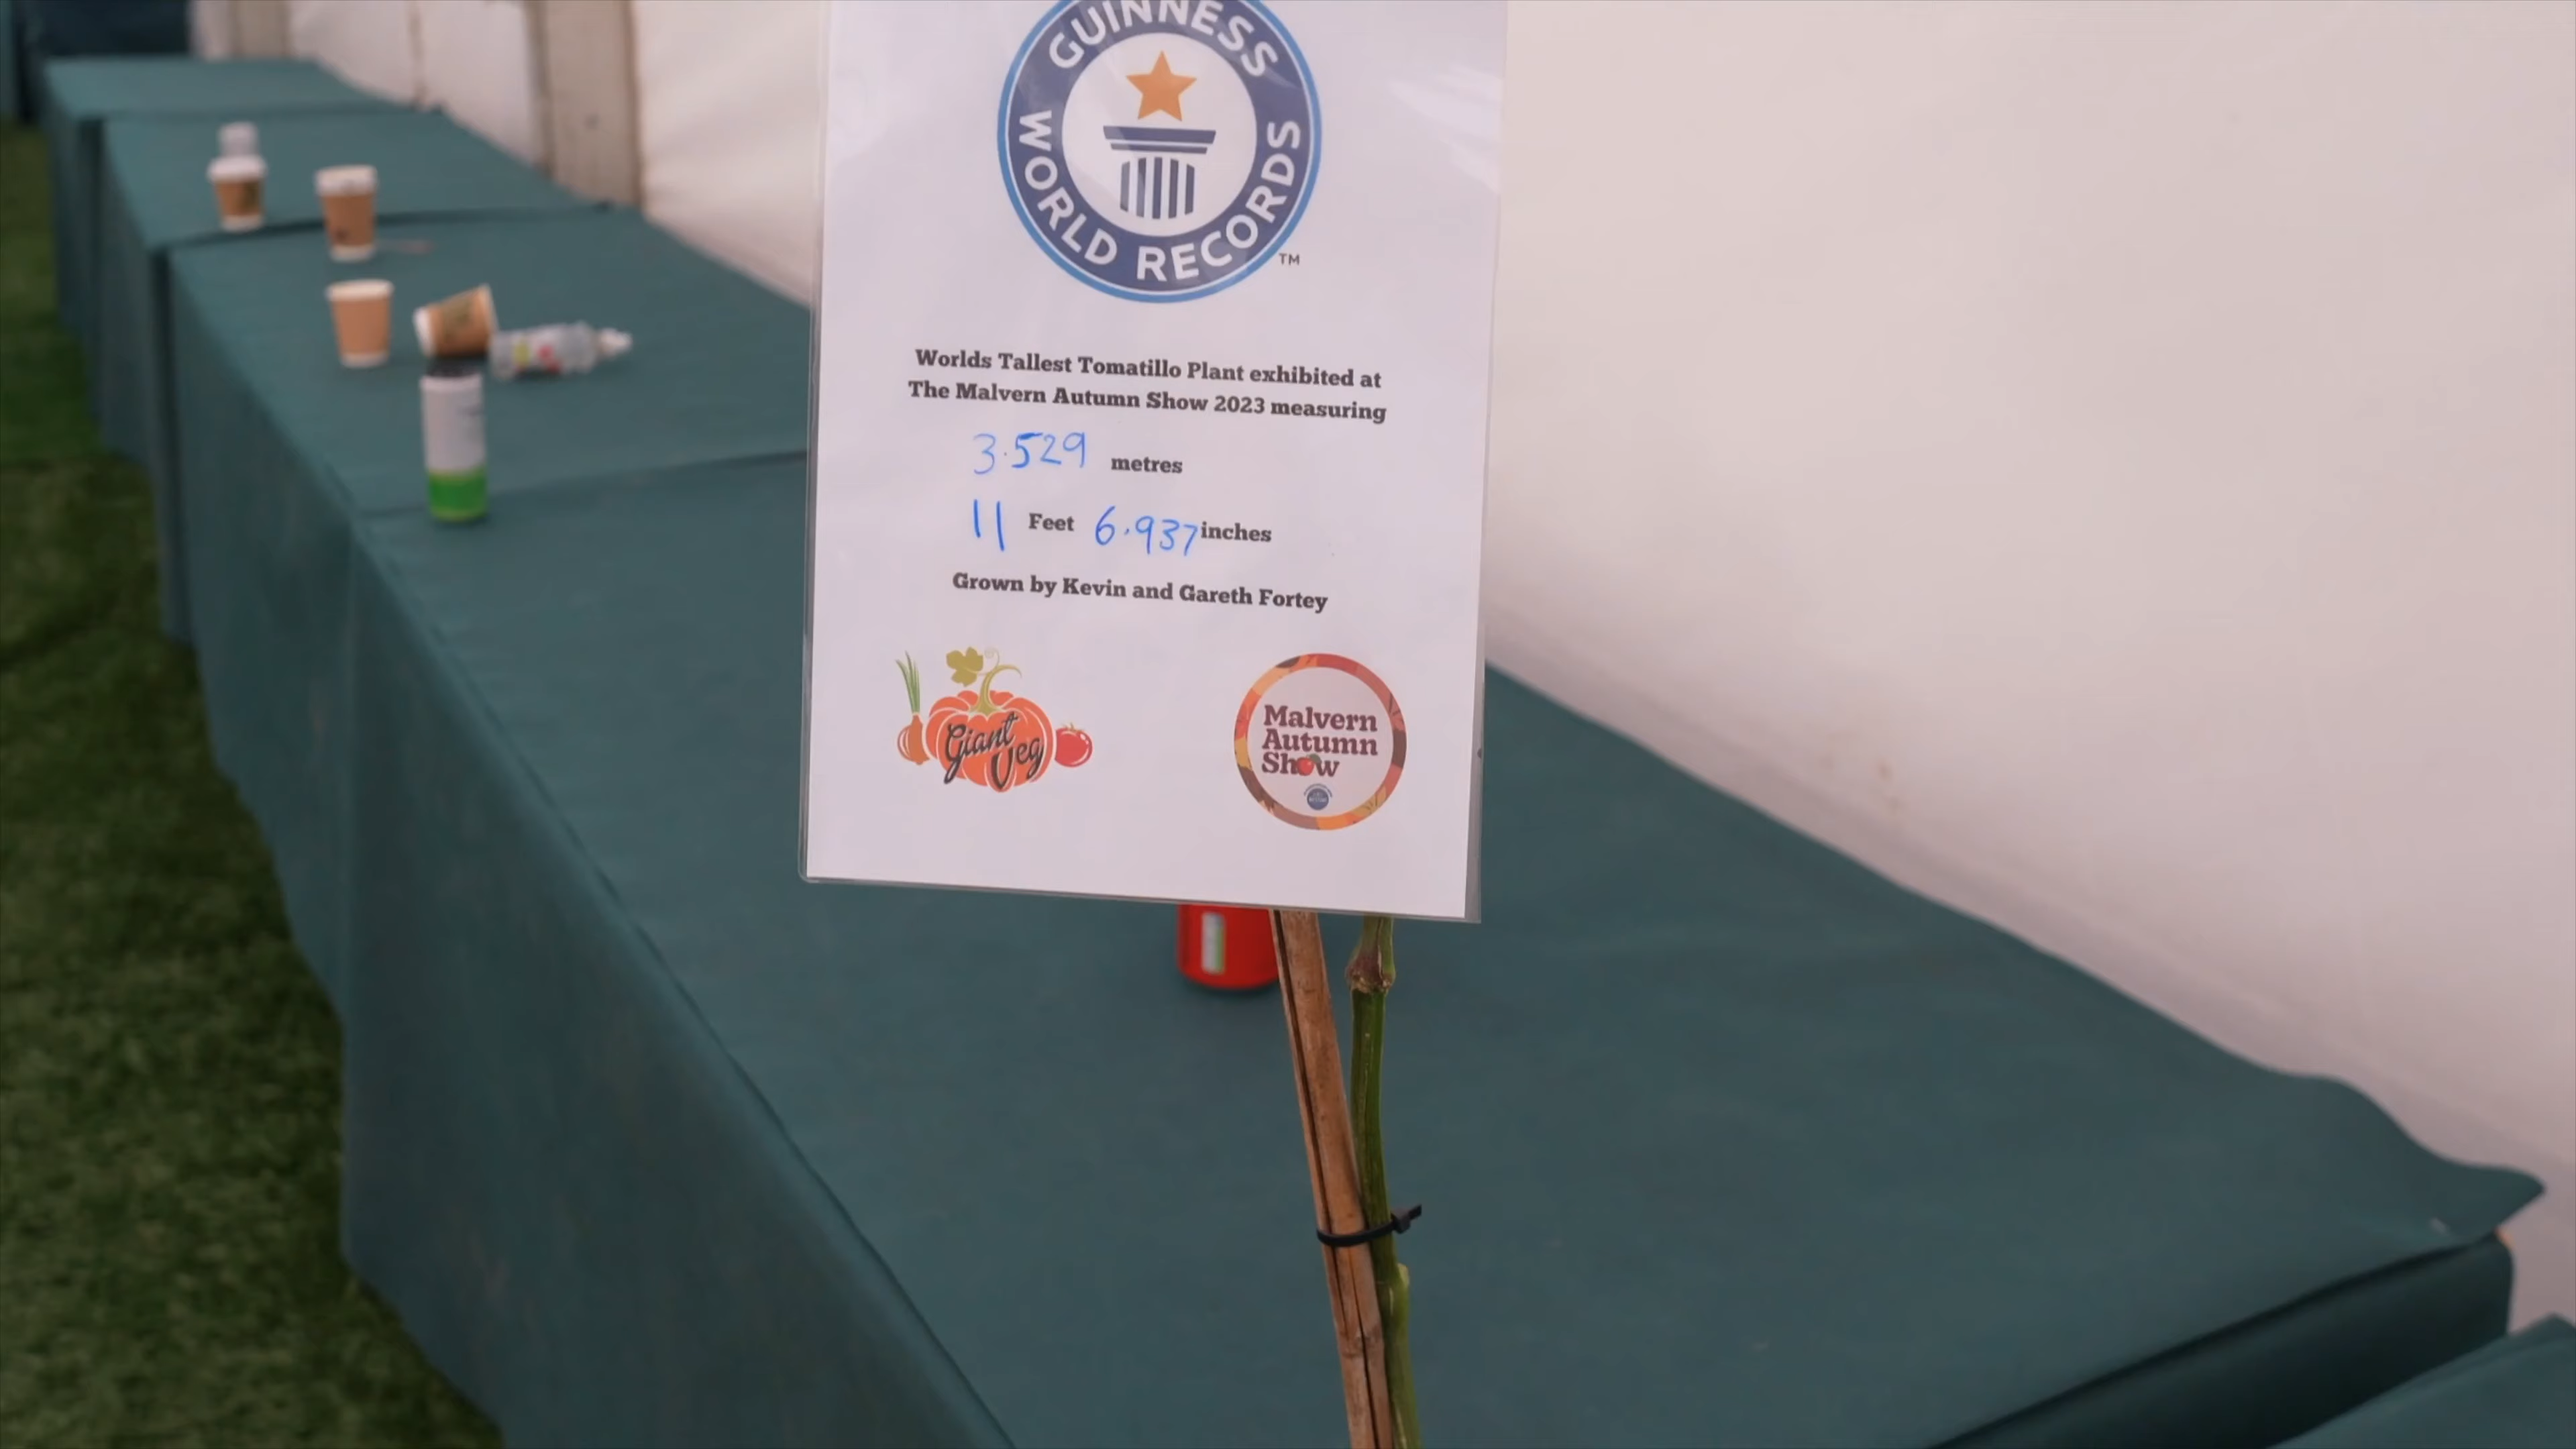 GUINNESS
WORLD RECORDS
TM
Worlds Tallest Tomatillo Plant exhibited at
The Malvern Autumn Show 2023 measuring
3.529 metres
11 Feet 6.937 inches
Grown by Kevin and Gareth Fortey
Giant
Veg
Malvern
Autumn
Show